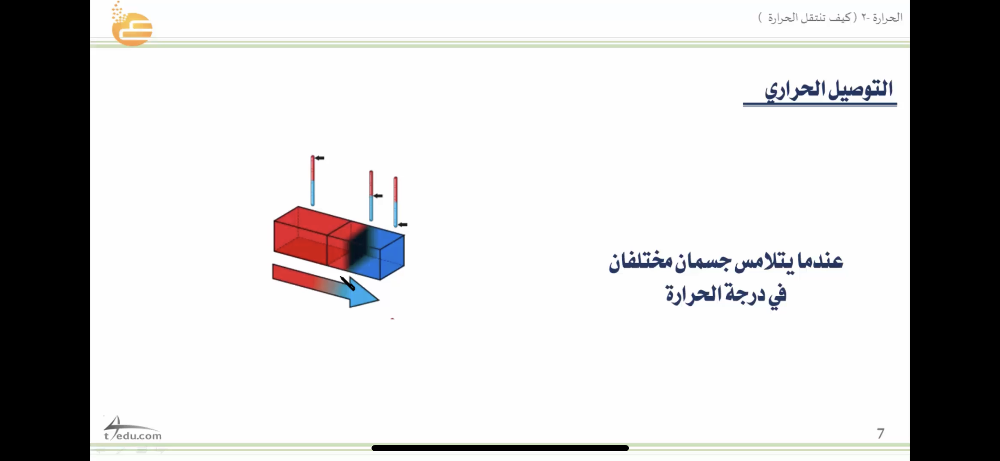 الحرارة -٢ (كيف تنتقل الحرارة )
التوصيل الحراري
عندما يتلامس جسمان مختلفان
في درجة الحرارة
t4edu.com
7